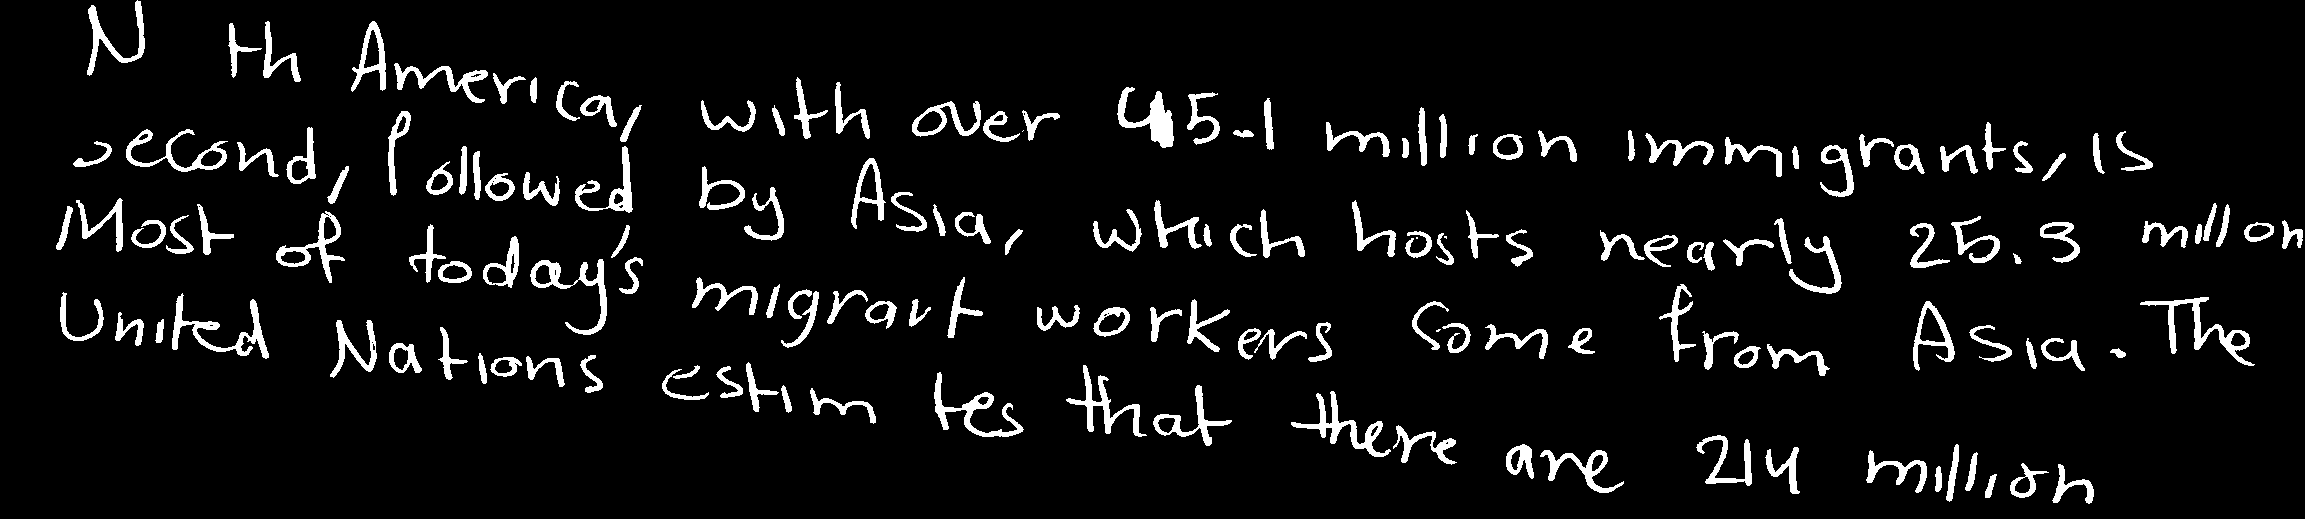 N th America, with over 45.1 million immigrants, is
second, followed by Asia, which hosts nearly 25.3 millon
Most of today's migrant workers come from Asia. The
United Nations estim tes that there are 214 million